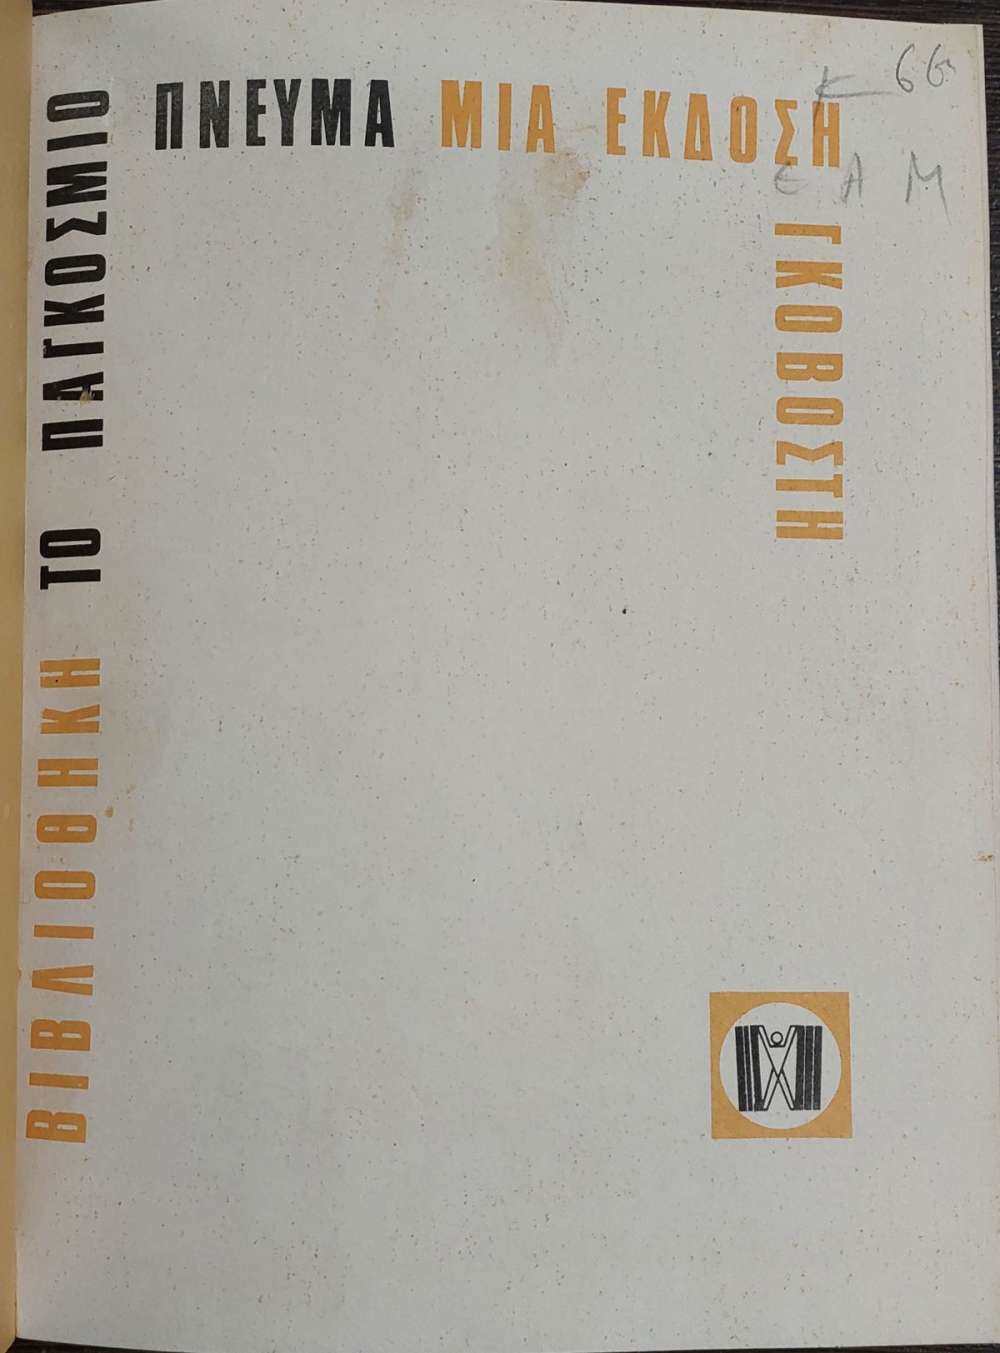 ΒΙΒΛΙΟΘΗΚΗ ΤΟ ΠΑΓΚΟΣΜΙΟ
ΠΝΕΥΜΑ ΜΙΑ ΕΚΔΟΣΗ
ΓΚΟΒΟΣΤΗ
Κ 66
Ε Α Μ